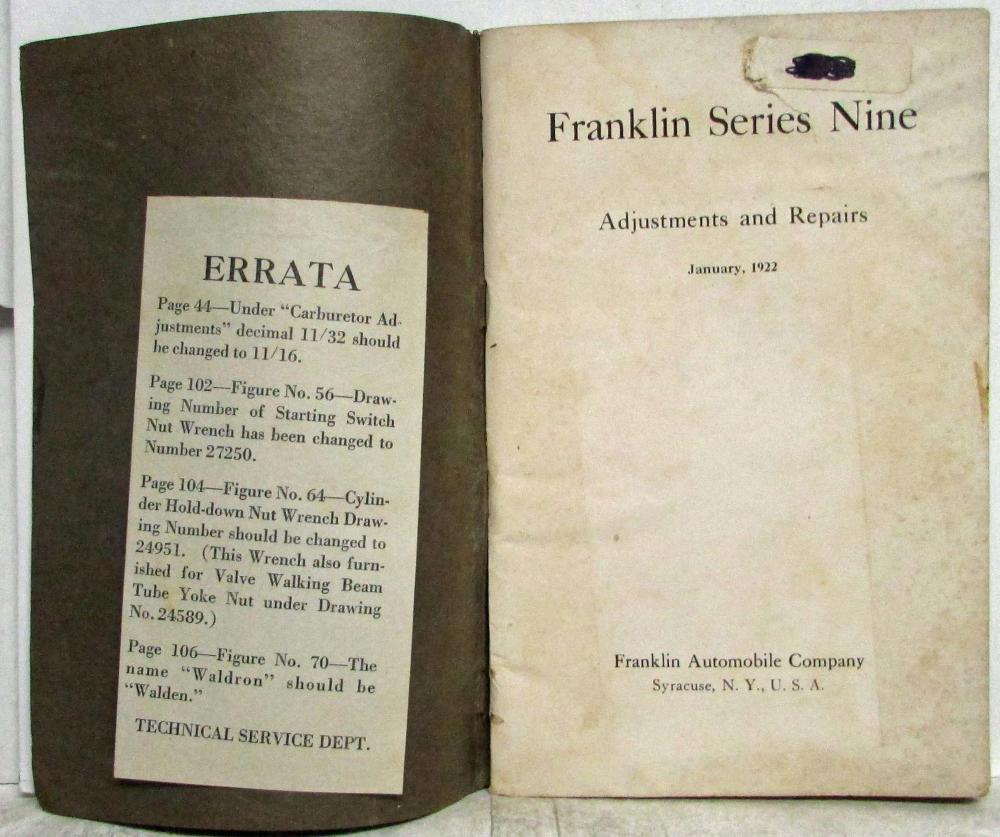 ERRATA
Page 44—Under "Carburetor Ad-
justments" decimal 11/32 should
be changed to 11/16.
Page 102—Figure No. 56—Draw-
ing Number of Starting Switch
Nut Wrench has been changed to
Number 27250.
Page 104—Figure No. 64—Cylin-
der Hold-down Nut Wrench Draw-
ing Number should be changed to
24951. (This Wrench also furn-
ished for Valve Walking Beam
Tube Yoke Nut under Drawing
No. 24589.)
Page 106—Figure No. 70—The
name "Waldron" should be
"Walden."
TECHNICAL SERVICE DEPT.
Franklin Series Nine
Adjustments and Repairs
January, 1922
Franklin Automobile Company
Syracuse, N. Y., U. S. A.